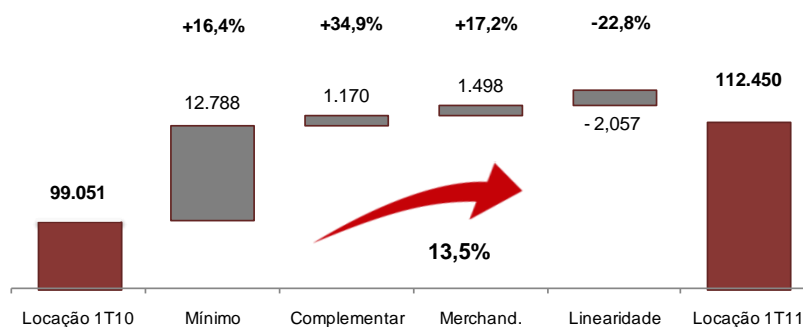 +16,4% +34,9% +17,2% -22,8%
12.788 1.170 1.498 112.450
- 2,057
99.051
13,5%
Locação 1T10 Mínimo Complementar Merchand. Linearidade Locação 1T11